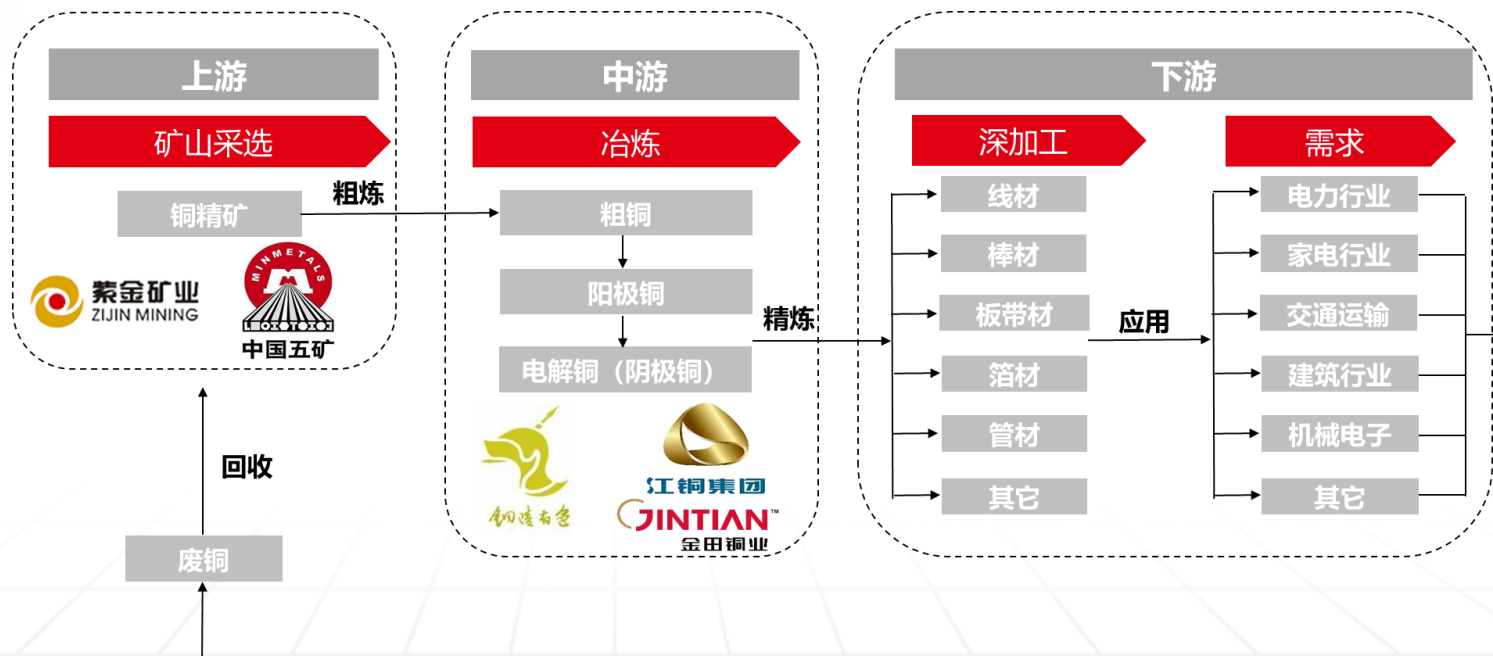 上游
矿山采选
铜精矿
紫金矿业
ZIJIN MINING
MINMETALS
中国五矿
粗炼
中游
冶炼
粗铜
阳极铜
电解铜（阴极铜）
铜陵有色
江铜集团
JINTIAN™
金田铜业
精炼
下游
深加工
线材
棒材
板带材
箔材
管材
其它
应用
需求
电力行业
家电行业
交通运输
建筑行业
机械电子
其它
回收
废铜